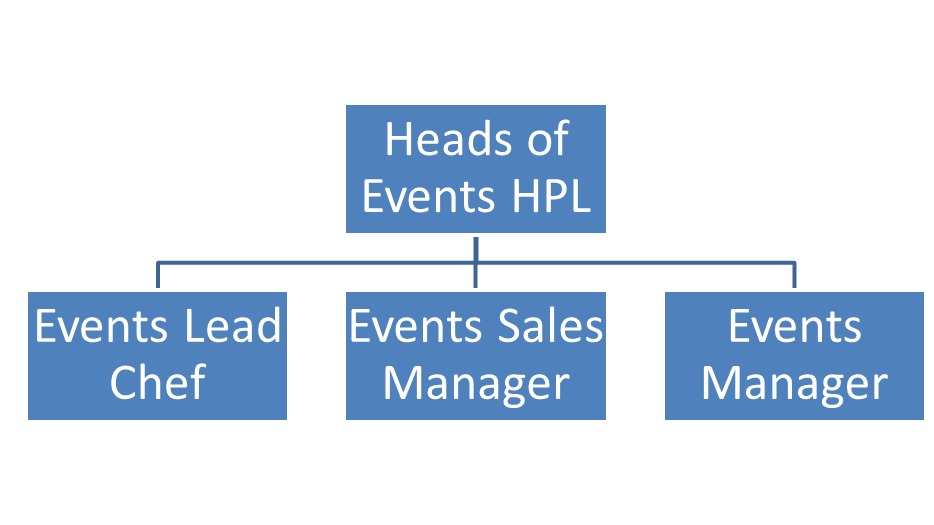 Heads of
Events HPL
Events Lead
Chef
Events Sales
Manager
Events
Manager